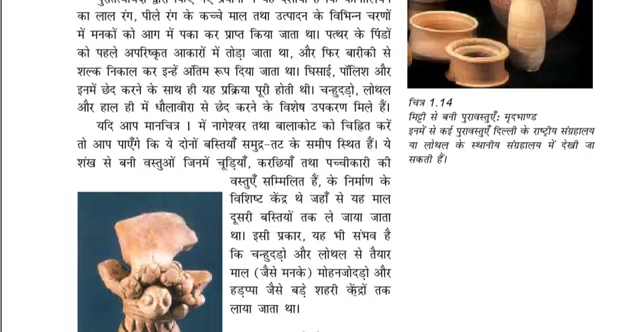 का लाल रंग, पीले रंग के कच्चे माल तथा उत्पादन के विभिन्न चरणों
में मनकों को आग में पका कर प्राप्त किया जाता था। पत्थर के पिंडों
को पहले अपरिष्कृत आकारों में तोड़ा जाता था, और फिर बारीकी से
शल्क निकाल कर इन्हें अंतिम रूप दिया जाता था। घिसाई, पॉलिश और
इनमें छेद करने के साथ ही यह प्रक्रिया पूरी होती थी। चन्हुदड़ो, लोथल
और हाल ही में धौलावीरा से छेद करने के विशेष उपकरण मिले हैं।
यदि आप मानचित्र 1 में नागेश्वर तथा बालाकोट को चिह्नित करें
तो आप पाएँगे कि ये दोनों बस्तियाँ समुद्र-तट के समीप स्थित हैं। ये
शंख से बनी वस्तुओं जिनमें चूड़ियाँ, करछियाँ तथा पच्चीकारी की
वस्तुएँ सम्मिलित हैं, के निर्माण के
विशिष्ट केंद्र थे जहाँ से यह माल
दूसरी बस्तियों तक ले जाया जाता
था। इसी प्रकार, यह भी संभव है
कि चन्हुदड़ो और लोथल से तैयार
माल (जैसे मनके) मोहनजोदड़ो और
हड़प्पा जैसे बड़े शहरी केंद्रों तक
लाया जाता था।
चित्र 1.14
मिट्टी से बनी पुरावस्तुएँ: मृदभाण्ड
इनमें से कई पुरावस्तुएँ दिल्ली के राष्ट्रीय संग्रहालय
या लोथल के स्थानीय संग्रहालय में देखी जा
सकती हैं।